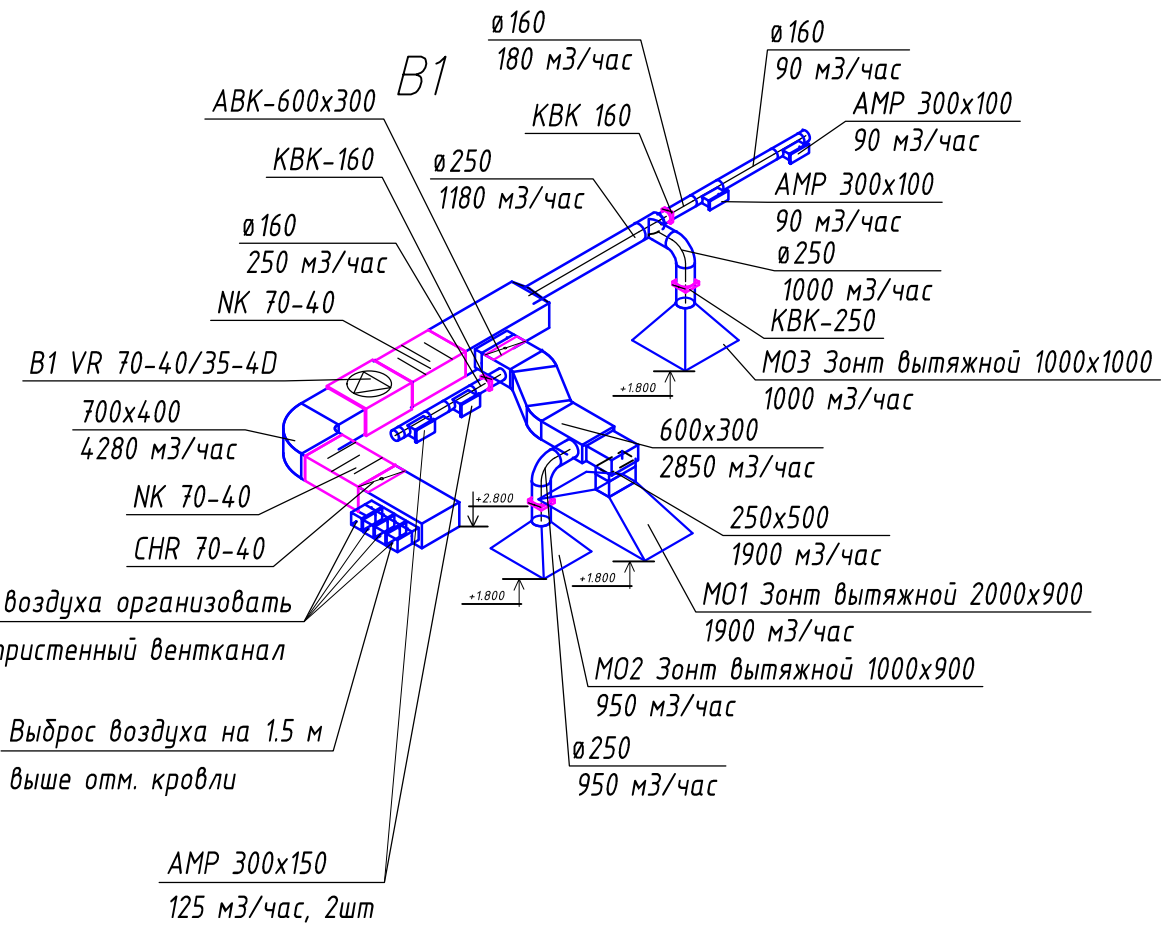 В1
ø160
180 м3/час
ø160
90 м3/час
АВК-600х300
КВК 160
АМР 300х100
90 м3/час
КВК-160
ø250
1180 м3/час
АМР 300х100
90 м3/час
ø160
250 м3/час
ø250
1000 м3/час
NK 70-40
КВК-250
В1 VR 70-40/35-4D
МО3 Зонт вытяжной 1000х1000
1000 м3/час
+1.800
700х400
4280 м3/час
600х300
2850 м3/час
NK 70-40
+2.800
250х500
1900 м3/час
CHR 70-40
+1.800
+1.800
воздуха организовать
пристенный вентканал
МО1 Зонт вытяжной 2000х900
1900 м3/час
МО2 Зонт вытяжной 1000х900
950 м3/час
Выброс воздуха на 1.5 м
выше отм. кровли
ø250
950 м3/час
АМР 300х150
125 м3/час, 2шт